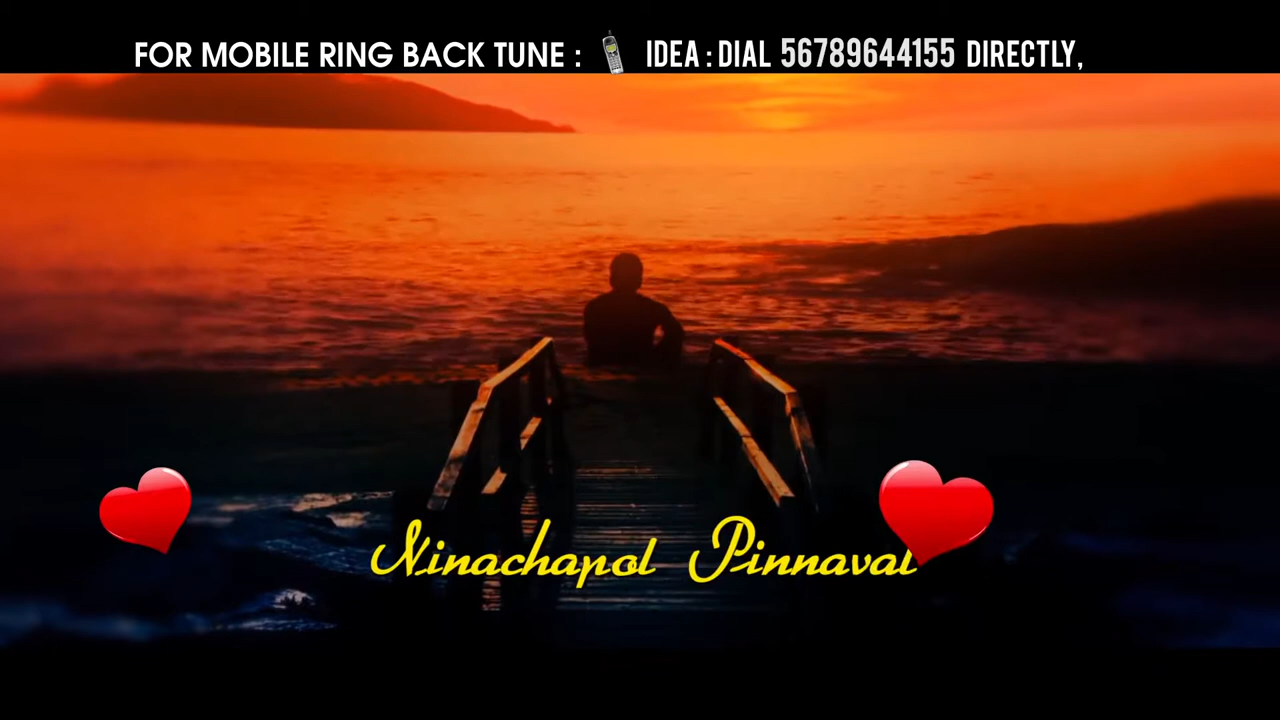 FOR MOBILE RING BACK TUNE : IDEA : DIAL 56789644155 DIRECTLY,
Ninachapol Pinnaval